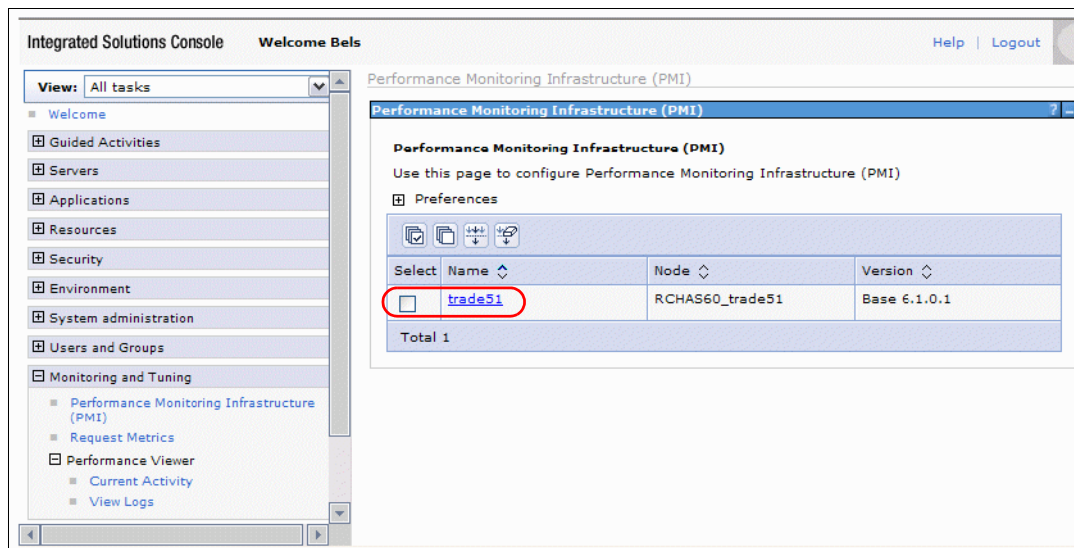 Integrated Solutions Console Welcome Bels Help | Logout
View: All tasks
Welcome
Guided Activities
Servers
Applications
Resources
Security
Environment
System administration
Users and Groups
Monitoring and Tuning
Performance Monitoring Infrastructure
(PMI)
Request Metrics
Performance Viewer
Current Activity
View Logs
Performance Monitoring Infrastructure (PMI)
Performance Monitoring Infrastructure (PMI) ? -
Performance Monitoring Infrastructure (PMI)
Use this page to configure Performance Monitoring Infrastructure (PMI)
Preferences
Select Name Node Version
trade51 RCHAS60_trade51 Base 6.1.0.1
Total 1